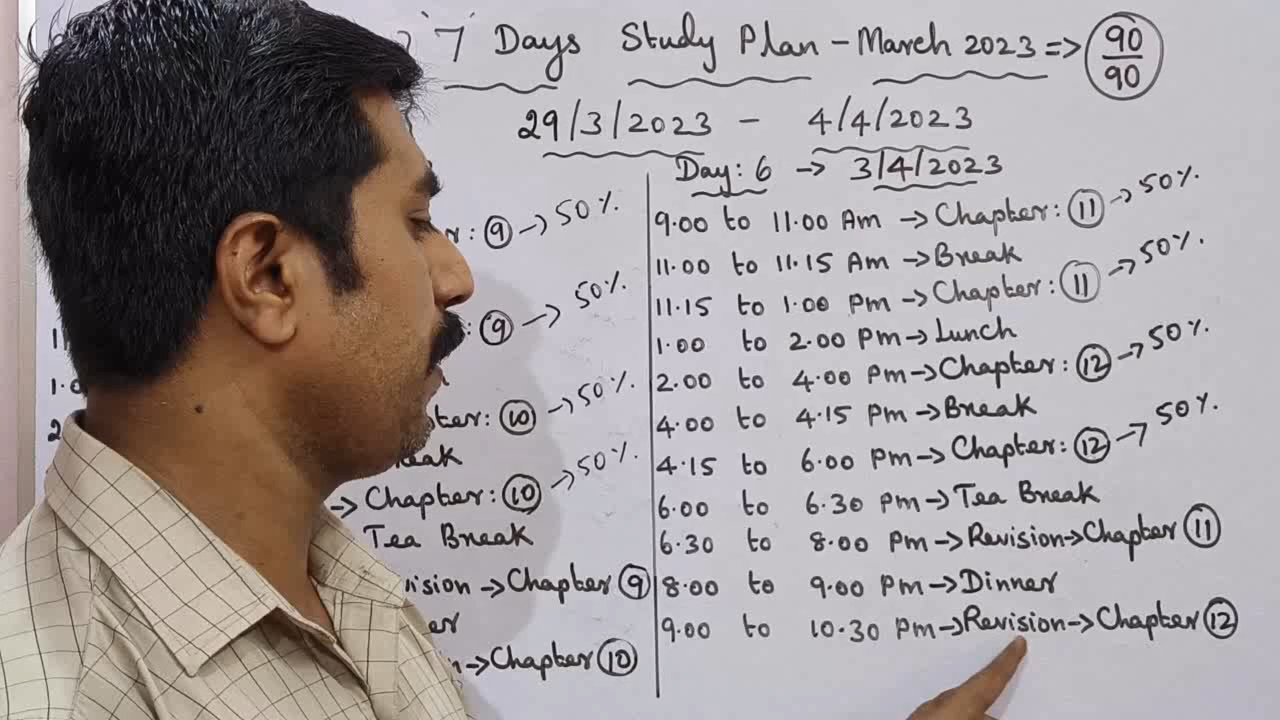 7 Days Study Plan - March 2023 => 90/90
29/3/2023 - 4/4/2023
: 9 → 50%
9 → 50%
1.0
2
: 10 → 50%
→ Chapter: 10 → 50%
Tea Break
→ Chapter 9
→ Chapter 10
Day: 6 → 3/4/2023
9.00 to 11.00 Am → Chapter: 11 → 50%
11.00 to 11.15 Am → Break
11.15 to 1.00 Pm → Chapter: 11 → 50%
1.00 to 2.00 Pm → Lunch
2.00 to 4.00 Pm → Chapter: 12 → 50%
4.00 to 4.15 Pm → Break
4.15 to 6.00 Pm → Chapter: 12 → 50%
6.00 to 6.30 Pm → Tea Break
6.30 to 8.00 Pm → Revision → Chapter 11
8.00 to 9.00 Pm → Dinner
9.00 to 10.30 Pm → Revision → Chapter 12